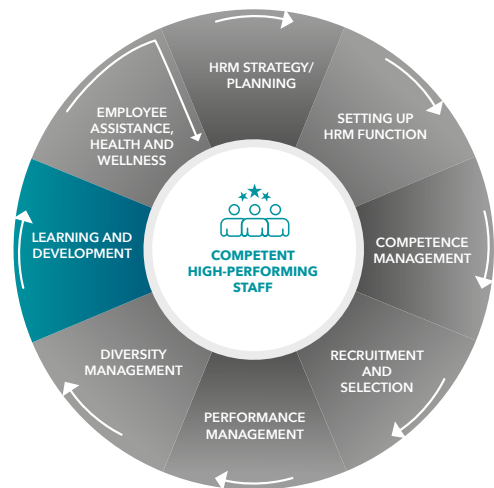 HRM STRATEGY/
PLANNING
SETTING UP
HRM FUNCTION
COMPETENCE
MANAGEMENT
RECRUITMENT
AND
SELECTION
PERFORMANCE
MANAGEMENT
DIVERSITY
MANAGEMENT
LEARNING AND
DEVELOPMENT
EMPLOYEE
ASSISTANCE,
HEALTH AND
WELLNESS
COMPETENT
HIGH-PERFORMING
STAFF